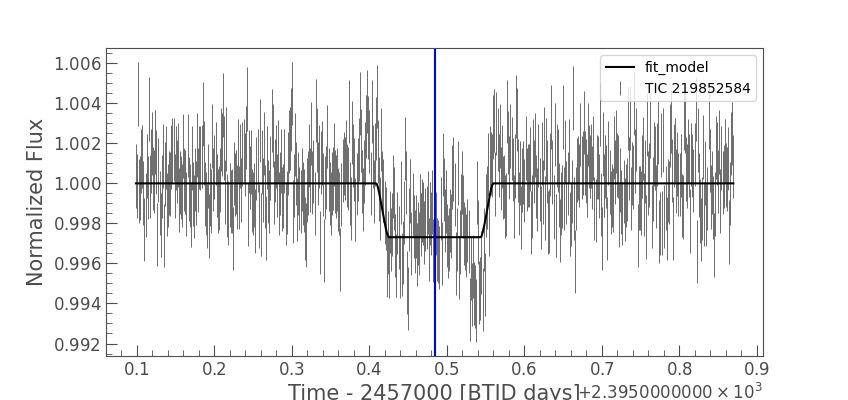 fit_model
TIC 219852584
Normalized Flux
1.006
1.004
1.002
1.000
0.998
0.996
0.994
0.992
0.1 0.2 0.3 0.4 0.5 0.6 0.7 0.8 0.9
Time - 2457000 [BTJD days]
+2.3950000000 × 10³